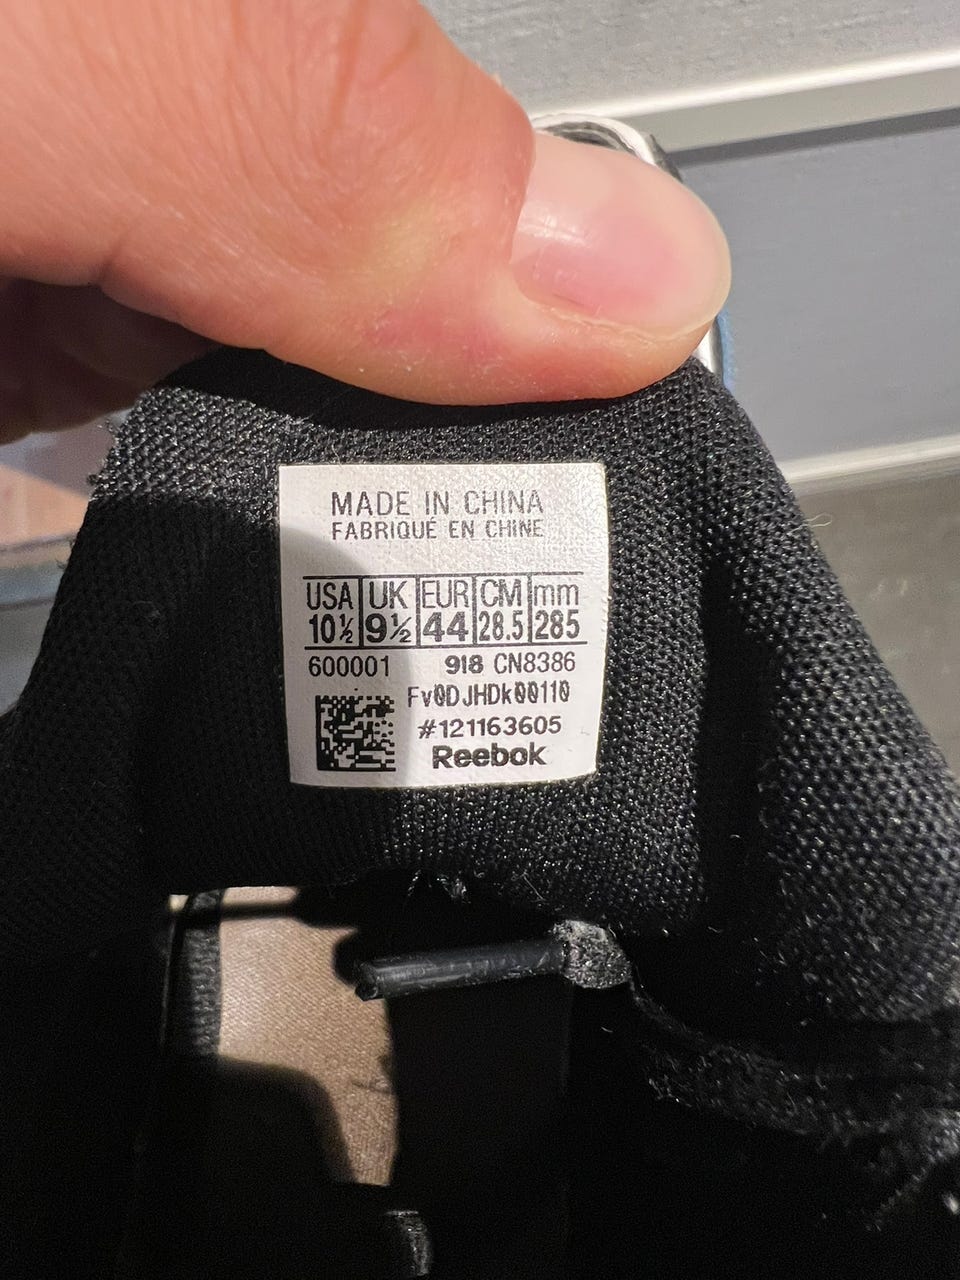 MADE IN CHINA
FABRIQUÉ EN CHINE
USA UK EUR CM mm
10½ 9½ 44 28.5 285
600001 918 CN8386
Fv0DJHDk00110
#121163605
Reebok